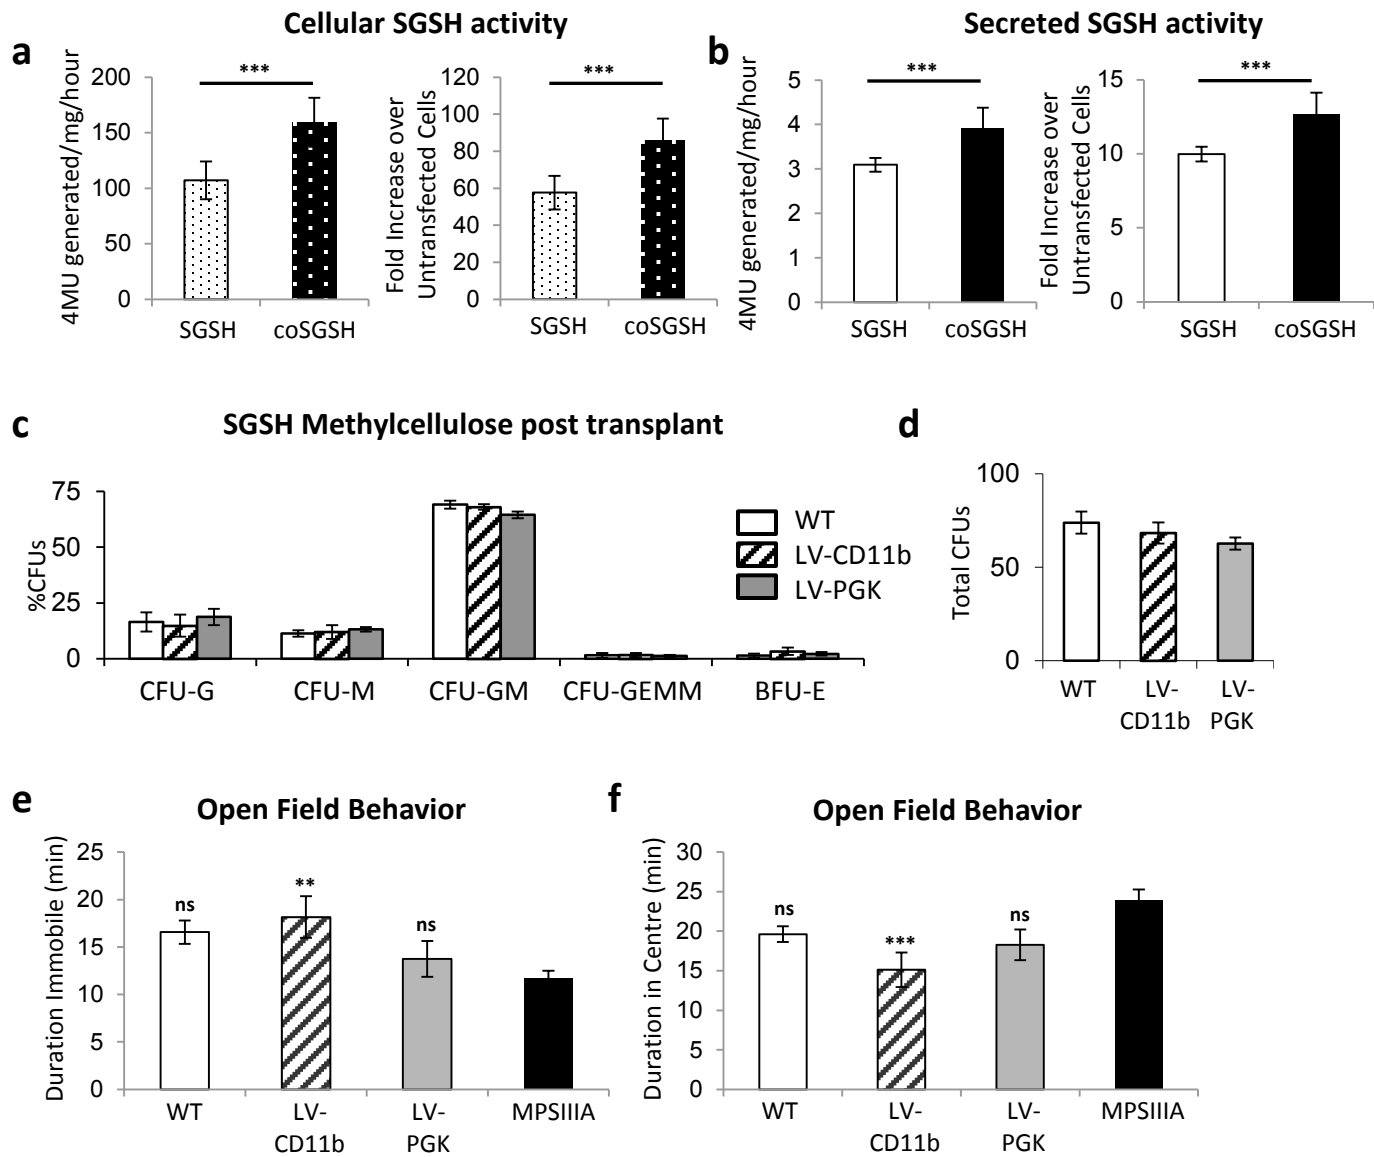 Cellular SGSH activity
Secreted SGSH activity
a
4MU generated/mg/hour
200
150
100
50
0
***
SGSH
coSGSH
Fold Increase over
Untransfected Cells
120
100
80
60
40
20
0
***
SGSH
coSGSH
b
4MU generated/mg/hour
5
4
3
2
1
0
***
SGSH
coSGSH
Fold Increase over
Untransfected Cells
15
10
5
0
***
SGSH
coSGSH
c
SGSH Methylcellulose post transplant
%CFUs
75
50
25
0
CFU-G
CFU-M
CFU-GM
CFU-GEMM
BFU-E
WT
LV-CD11b
LV-PGK
d
Total CFUs
100
50
0
WT
LV-
CD11b
LV-
PGK
e
Open Field Behavior
Duration Immobile (min)
25
20
15
10
5
0
ns
**
ns
WT
LV-
CD11b
LV-
PGK
MPSIIIA
f
Open Field Behavior
Duration in Centre (min)
30
25
20
15
10
5
0
ns
***
ns
WT
LV-
CD11b
LV-
PGK
MPSIIIA